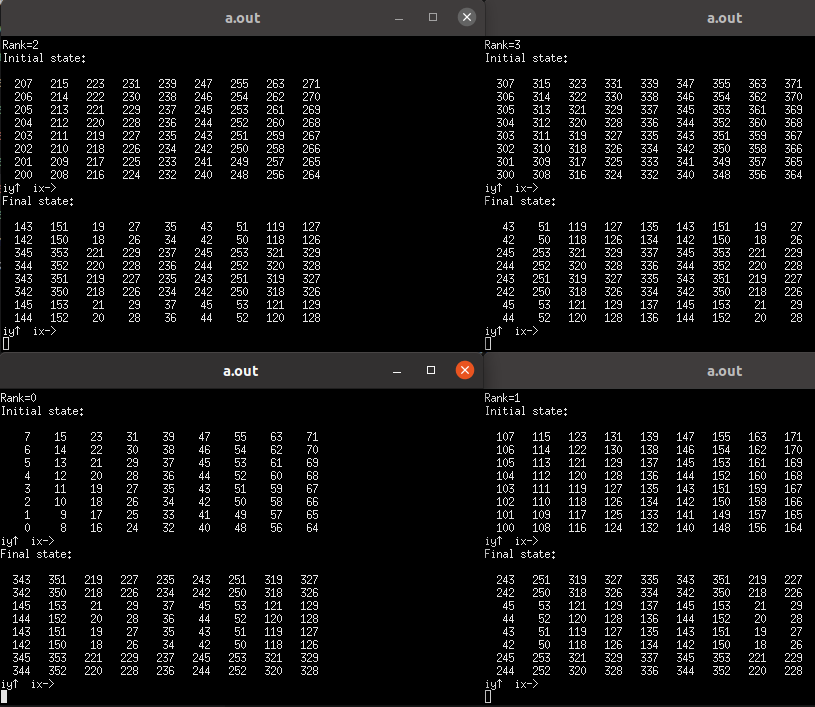 a.out
Rank=2
Initial state:
207 215 223 231 239 247 255 263 271
206 214 222 230 238 246 254 262 270
205 213 221 229 237 245 253 261 269
204 212 220 228 236 244 252 260 268
203 211 219 227 235 243 251 259 267
202 210 218 226 234 242 250 258 266
201 209 217 225 233 241 249 257 265
200 208 216 224 232 240 248 256 264
iy↑ ix->
Final state:
143 151 19 27 35 43 51 119 127
142 150 18 26 34 42 50 118 126
345 353 221 229 237 245 253 321 329
344 352 220 228 236 244 252 320 328
343 351 219 227 235 243 251 319 327
342 350 218 226 234 242 250 318 326
145 153 21 29 37 45 53 121 129
144 152 20 28 36 44 52 120 128
iy↑ ix->
a.out
Rank=3
Initial state:
307 315 323 331 339 347 355 363 371
306 314 322 330 338 346 354 362 370
305 313 321 329 337 345 353 361 369
304 312 320 328 336 344 352 360 368
303 311 319 327 335 343 351 359 367
302 310 318 326 334 342 350 358 366
301 309 317 325 333 341 349 357 365
300 308 316 324 332 340 348 356 364
iy↑ ix->
Final state:
43 51 119 127 135 143 151 19 27
42 50 118 126 134 142 150 18 26
245 253 321 329 337 345 353 221 229
244 252 320 328 336 344 352 220 228
243 251 319 327 335 343 351 219 227
242 250 318 326 334 342 350 218 226
45 53 121 129 137 145 153 21 29
44 52 120 128 136 144 152 20 28
iy↑ ix->
a.out
Rank=0
Initial state:
7 15 23 31 39 47 55 63 71
6 14 22 30 38 46 54 62 70
5 13 21 29 37 45 53 61 69
4 12 20 28 36 44 52 60 68
3 11 19 27 35 43 51 59 67
2 10 18 26 34 42 50 58 66
1 9 17 25 33 41 49 57 65
0 8 16 24 32 40 48 56 64
iy↑ ix->
Final state:
343 351 219 227 235 243 251 319 327
342 350 218 226 234 242 250 318 326
145 153 21 29 37 45 53 121 129
144 152 20 28 36 44 52 120 128
143 151 19 27 35 43 51 119 127
142 150 18 26 34 42 50 118 126
345 353 221 229 237 245 253 321 329
344 352 220 228 236 244 252 320 328
iy↑ ix->
a.out
Rank=1
Initial state:
107 115 123 131 139 147 155 163 171
106 114 122 130 138 146 154 162 170
105 113 121 129 137 145 153 161 169
104 112 120 128 136 144 152 160 168
103 111 119 127 135 143 151 159 167
102 110 118 126 134 142 150 158 166
101 109 117 125 133 141 149 157 165
100 108 116 124 132 140 148 156 164
iy↑ ix->
Final state:
243 251 319 327 335 343 351 219 227
242 250 318 326 334 342 350 218 226
45 53 121 129 137 145 153 21 29
44 52 120 128 136 144 152 20 28
43 51 119 127 135 143 151 19 27
42 50 118 126 134 142 150 18 26
245 253 321 329 337 345 353 221 229
244 252 320 328 336 344 352 220 228
iy↑ ix->